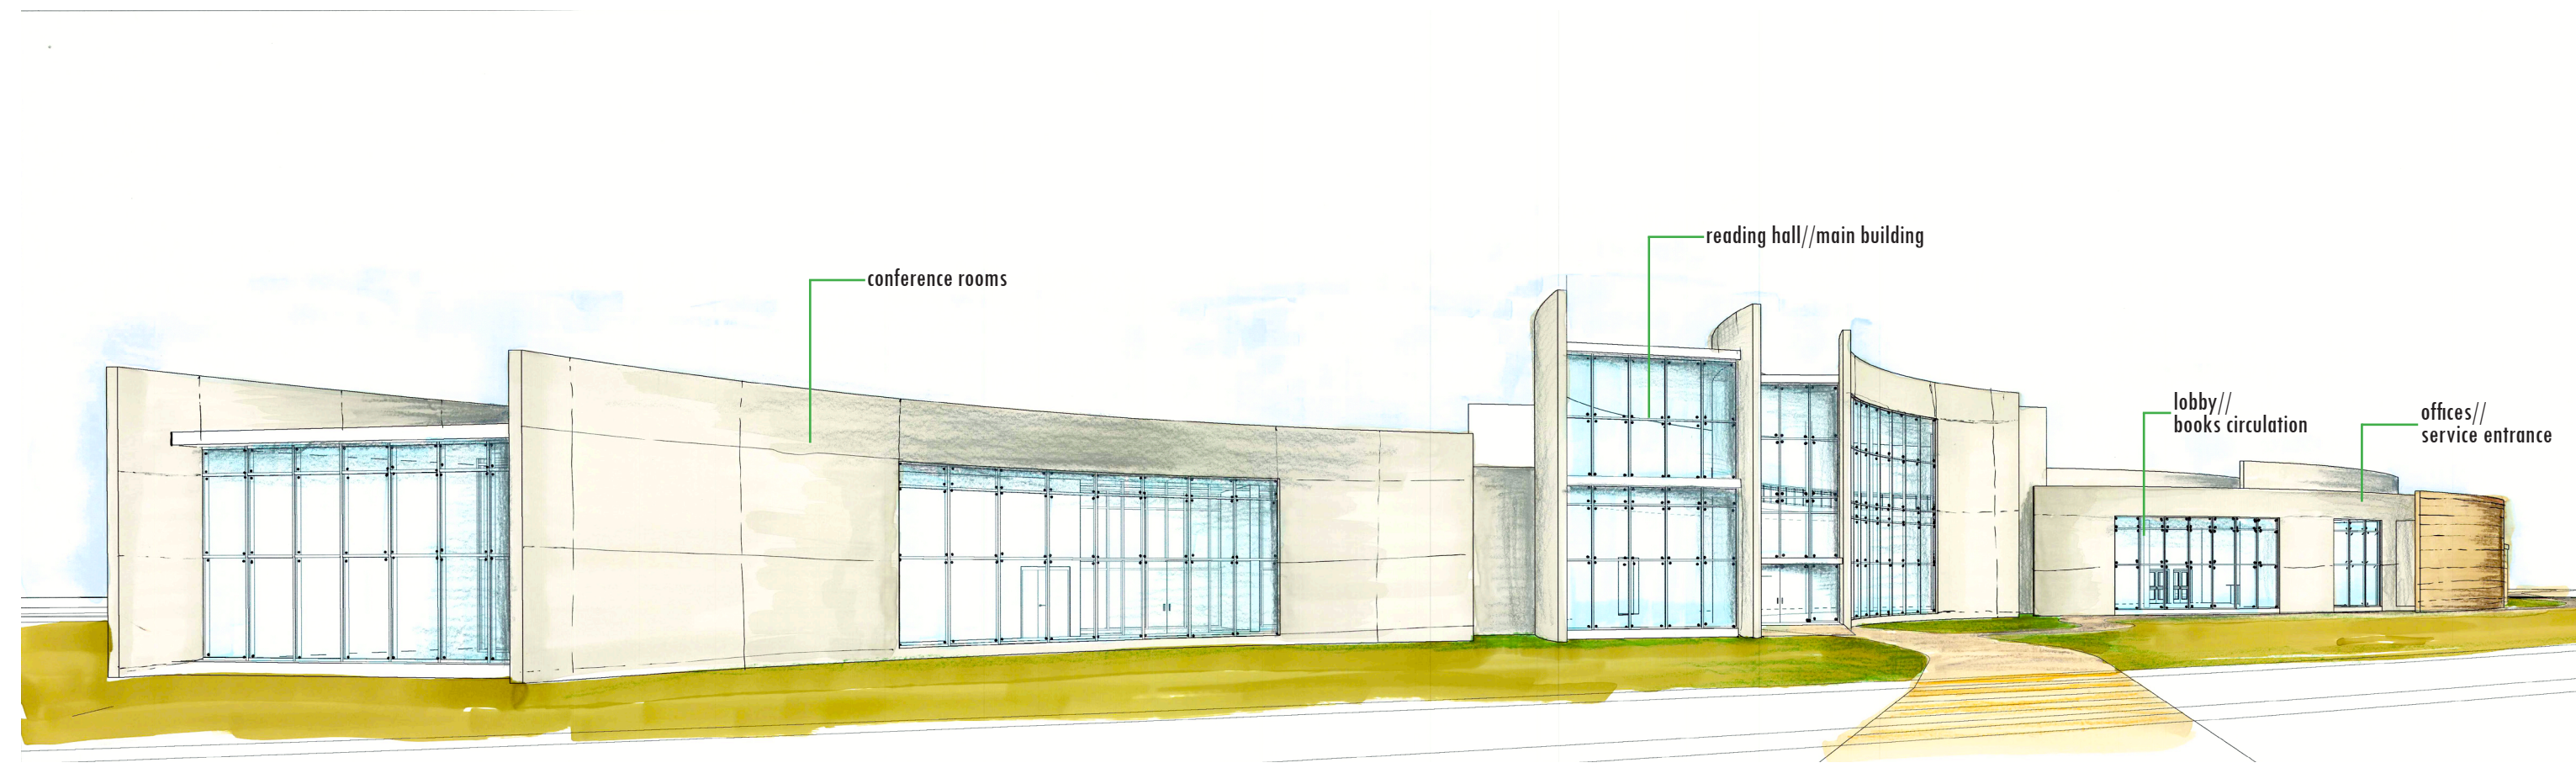 conference rooms
reading hall//main building
lobby//
books circulation
offices//
service entrance